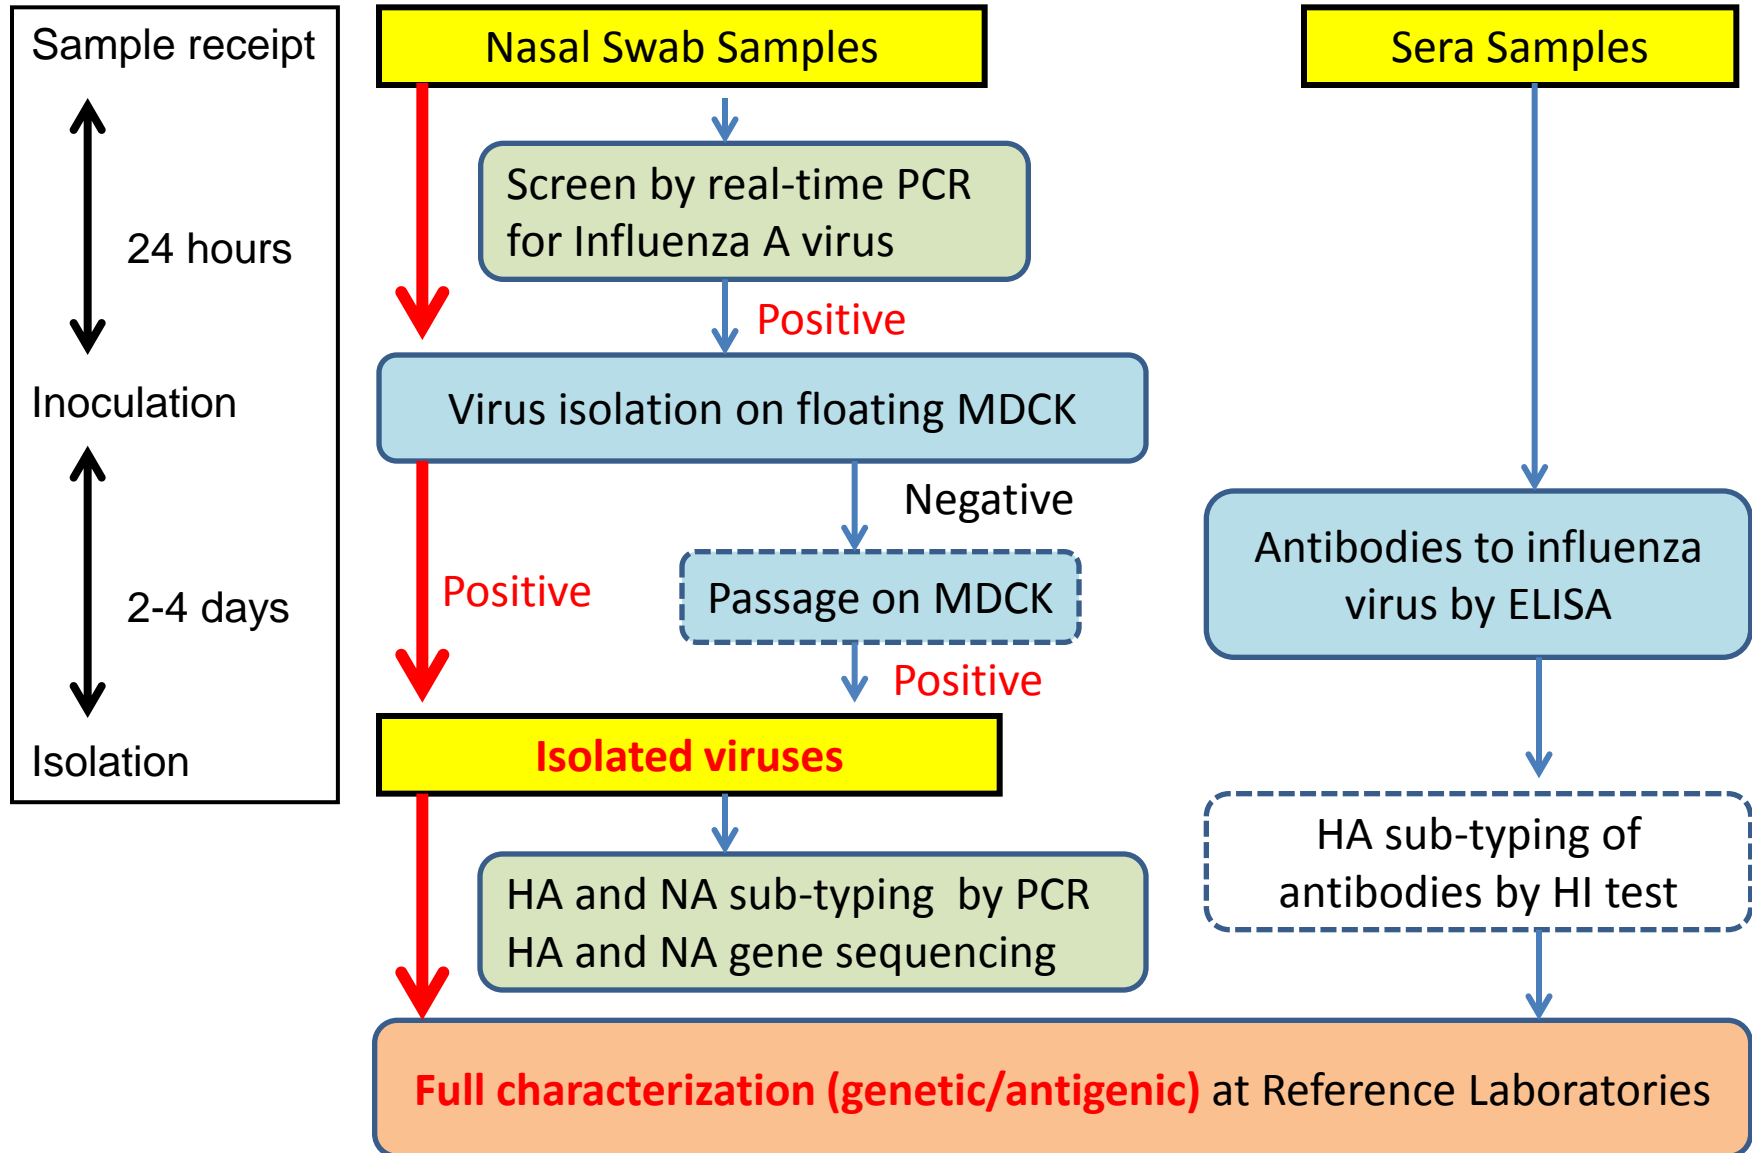 Sample receipt
24 hours
Inoculation
2-4 days
Isolation
Nasal Swab Samples
Screen by real-time PCR
for Influenza A virus
Positive
Virus isolation on floating MDCK
Negative
Positive
Passage on MDCK
Positive
Isolated viruses
HA and NA sub-typing by PCR
HA and NA gene sequencing
Sera Samples
Antibodies to influenza
virus by ELISA
HA sub-typing of
antibodies by HI test
Full characterization (genetic/antigenic) at Reference Laboratories